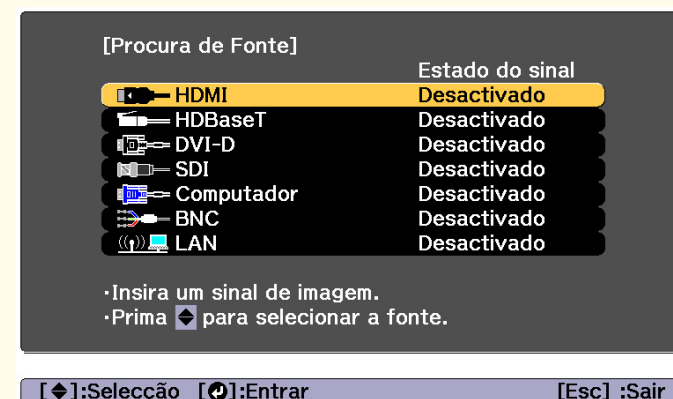 [Procura de Fonte]
Estado do sinal
HDMI Desactivado
HDBaseT Desactivado
DVI-D Desactivado
SDI Desactivado
Computador Desactivado
BNC Desactivado
LAN Desactivado
·Insira um sinal de imagem.
·Prima para selecionar a fonte.
[◆]:Selecção [↵]:Entrar [Esc] :Sair